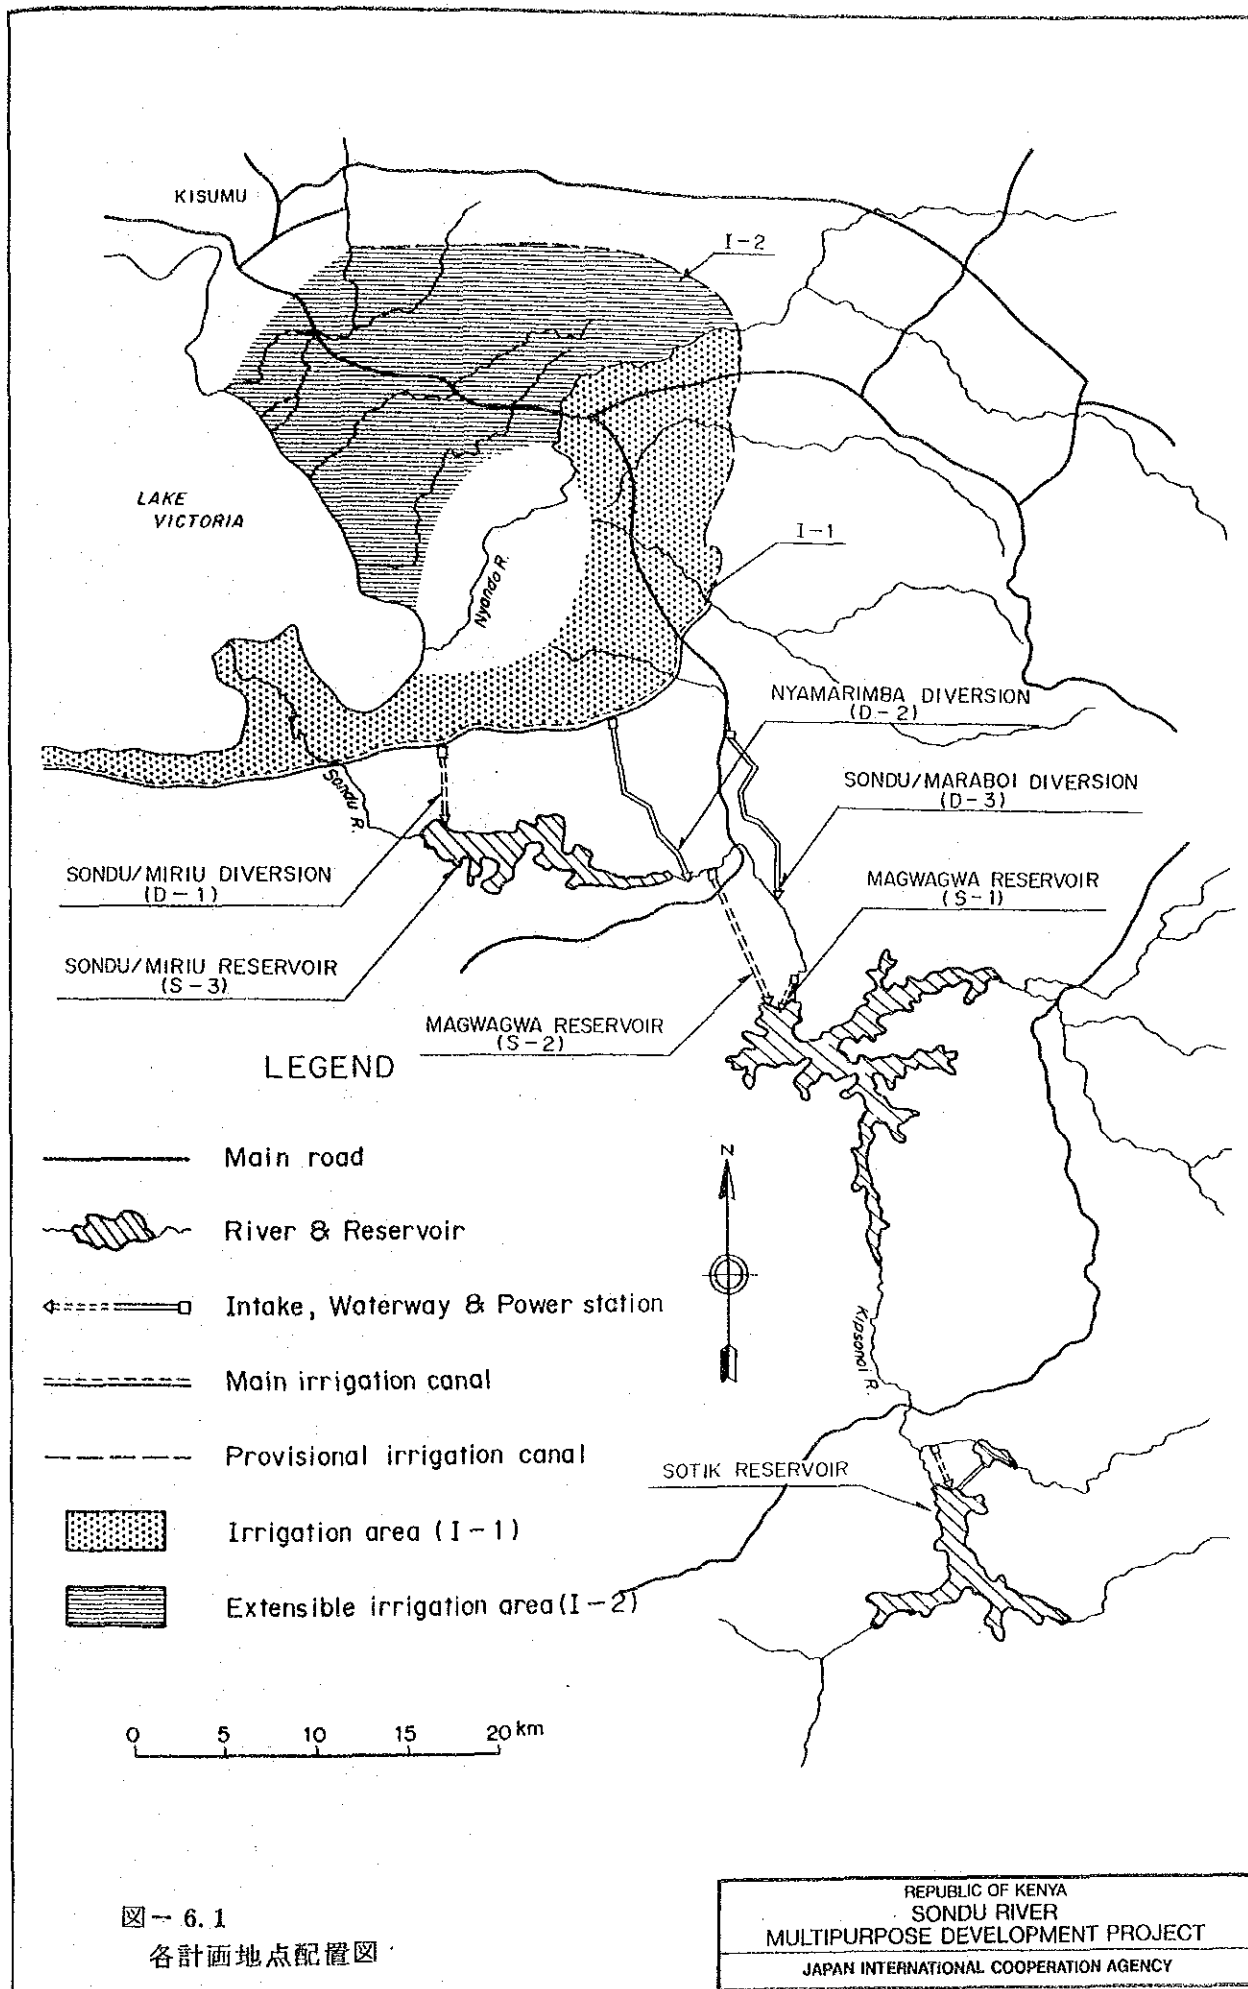 KISUMU
I-2
LAKE
VICTORIA
I-1
Nyando R.
NYAMARIMBA DIVERSION
(D-2)
SONDU/MARABOI DIVERSION
(D-3)
Sondu R.
SONDU/MIRIU DIVERSION
(D-1)
MAGWAGWA RESERVOIR
(S-1)
SONDU/MIRIU RESERVOIR
(S-3)
MAGWAGWA RESERVOIR
(S-2)
LEGEND
Main road
N
River & Reservoir
Intake, Waterway & Power station
Kipsonoi R.
Main irrigation canal
Provisional irrigation canal
SOTIK RESERVOIR
Irrigation area (I-1)
Extensible irrigation area (I-2)
0 5 10 15 20 km
図-6.1
各計画地点配置図
REPUBLIC OF KENYA
SONDU RIVER
MULTIPURPOSE DEVELOPMENT PROJECT
JAPAN INTERNATIONAL COOPERATION AGENCY